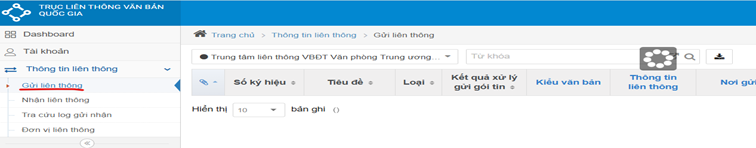 TRỤC LIÊN THÔNG VĂN BẢN
QUỐC GIA
Dashboard
Tài khoản
Thông tin liên thông
Gửi liên thông
Nhận liên thông
Tra cứu log gửi nhận
Đơn vị liên thông
Trang chủ > Thông tin liên thông > Gửi liên thông
Trung tâm liên thông VBĐT Văn phòng Trung ương...
Từ khóa
Số ký hiệu Tiêu đề Loại Kết quả xử lý gửi gói tin Kiểu văn bản Thông tin liên thông Nơi gửi
Hiển thị 10 bản ghi ()